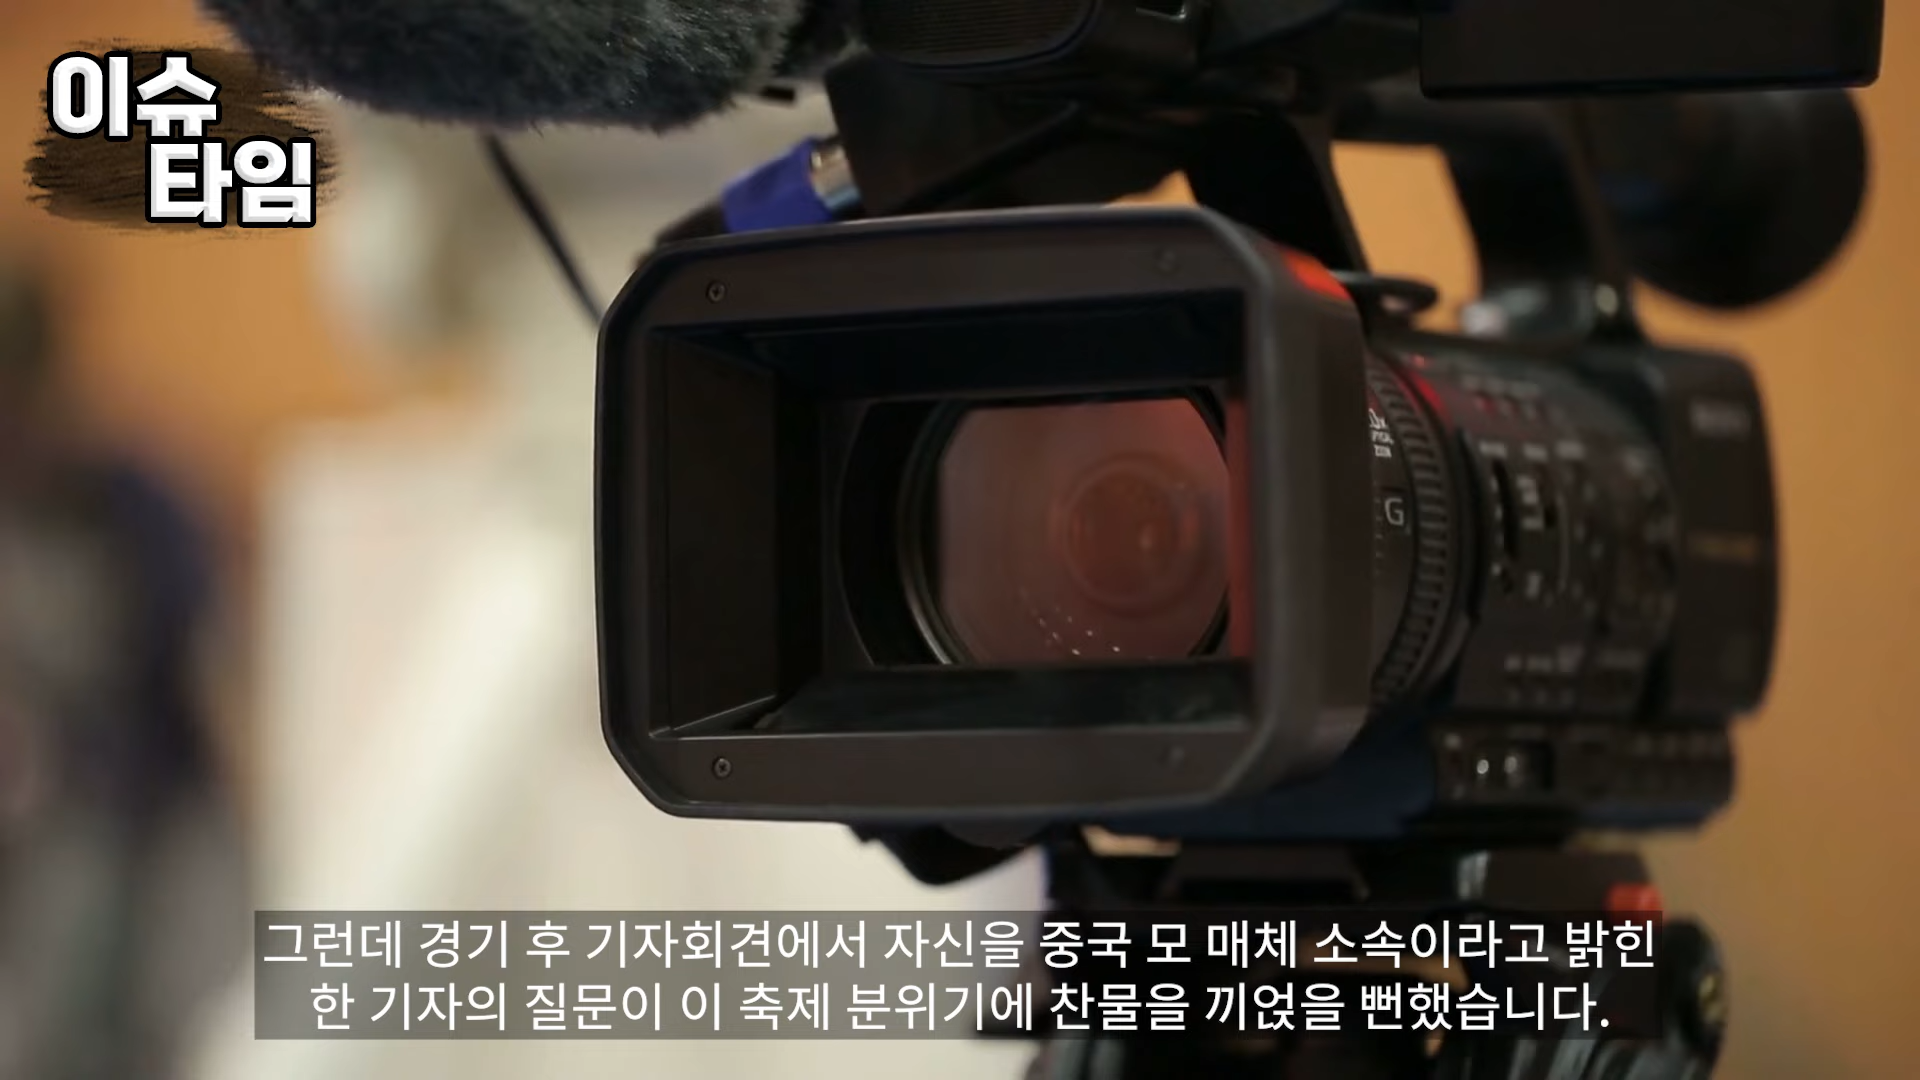 이슈
타임
G
그런데 경기 후 기자회견에서 자신을 중국 모 매체 소속이라고 밝힌
한 기자의 질문이 이 축제 분위기에 찬물을 끼얹을 뻔했습니다.